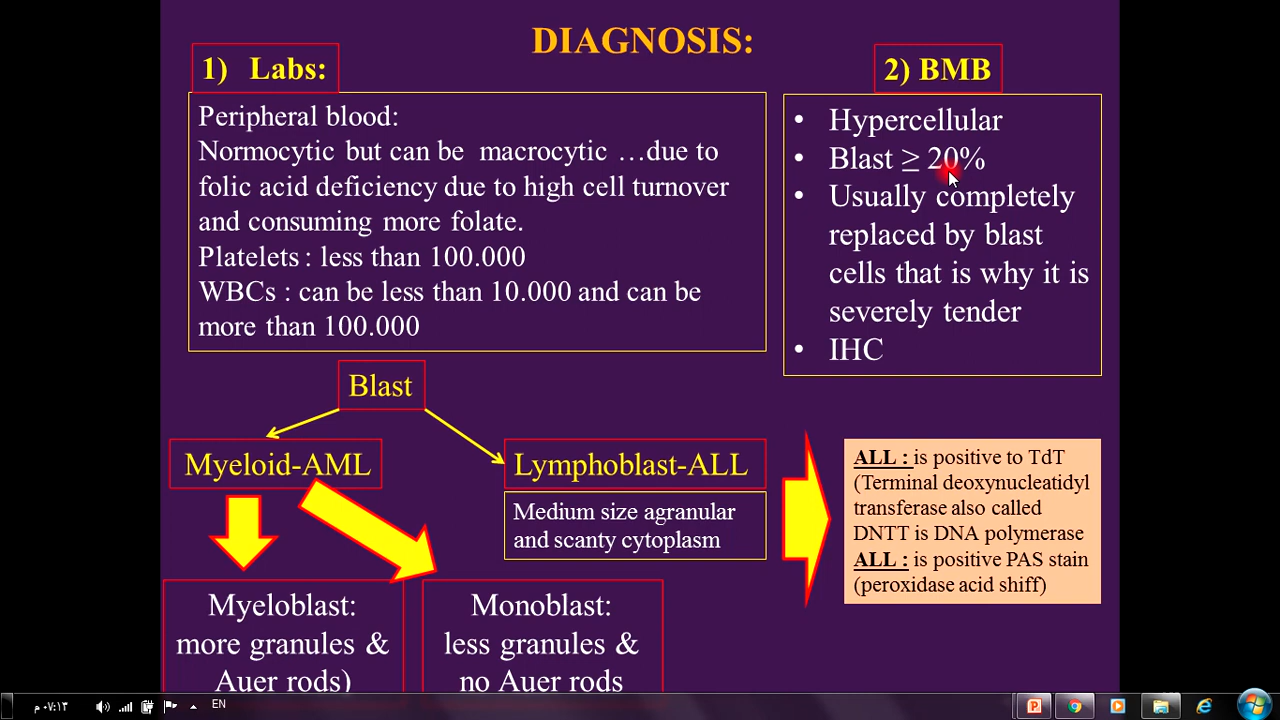 DIAGNOSIS:
1) Labs:
Peripheral blood:
Normocytic but can be macrocytic …due to
folic acid deficiency due to high cell turnover
and consuming more folate.
Platelets : less than 100.000
WBCs : can be less than 10.000 and can be
more than 100.000
2) BMB
• Hypercellular
• Blast ≥ 20%
• Usually completely
replaced by blast
cells that is why it is
severely tender
• IHC
Blast
Myeloid-AML
Lymphoblast-ALL
Medium size agranular
and scanty cytoplasm
ALL : is positive to TdT
(Terminal deoxynucleatidyl
transferase also called
DNTT is DNA polymerase
ALL : is positive PAS stain
(peroxidase acid shiff)
Myeloblast:
more granules &
Auer rods)
Monoblast:
less granules &
no Auer rods
٠٧:١٣ م
EN